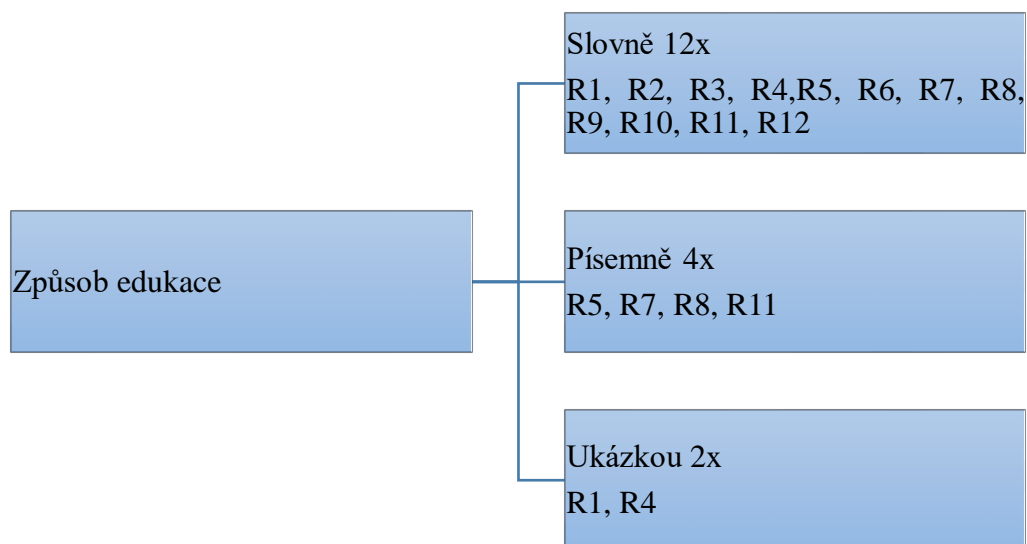 Slovně 12x
R1, R2, R3, R4,R5, R6, R7, R8,
R9, R10, R11, R12
Způsob edukace
Písemně 4x
R5, R7, R8, R11
Ukázkou 2x
R1, R4